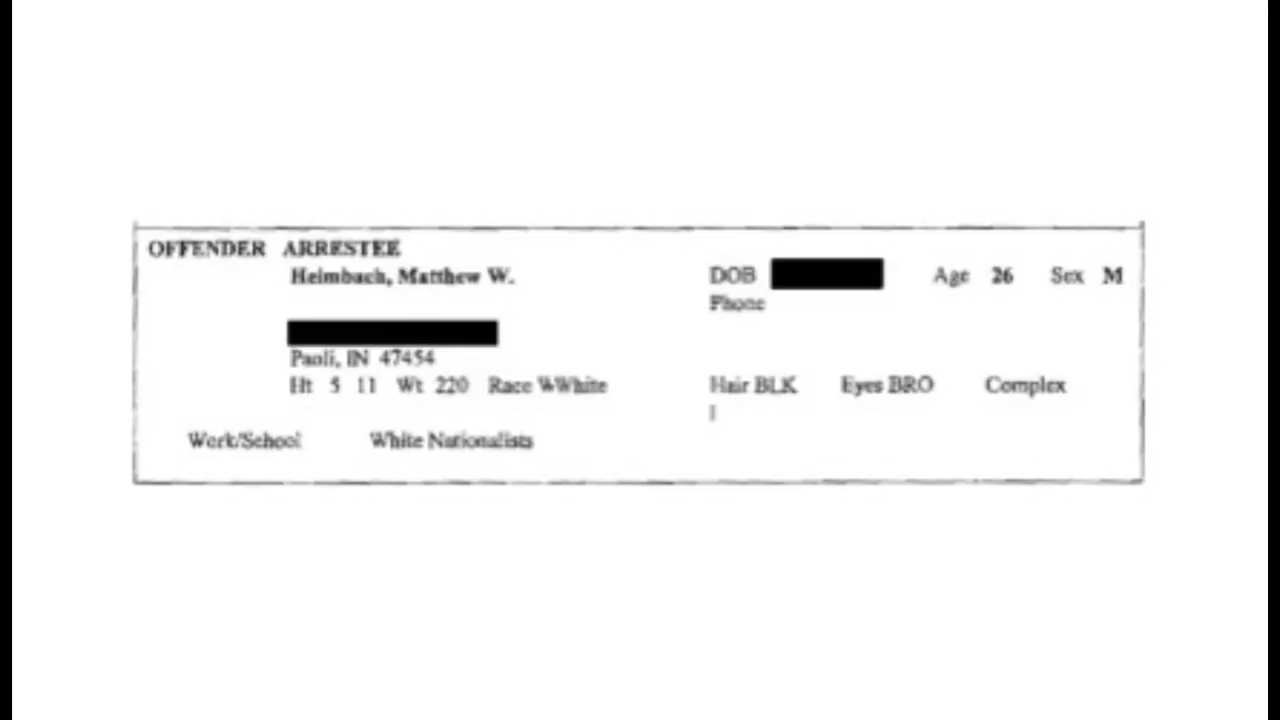 OFFENDER ARRESTEE
Heimbach, Matthew W.
DOB Age 26 Sex M
Phone
Paoli, IN 47454
Ht 5 11 Wt 220 Race WWhite Hair BLK Eyes BRO Complex
Work/School White Nationalists